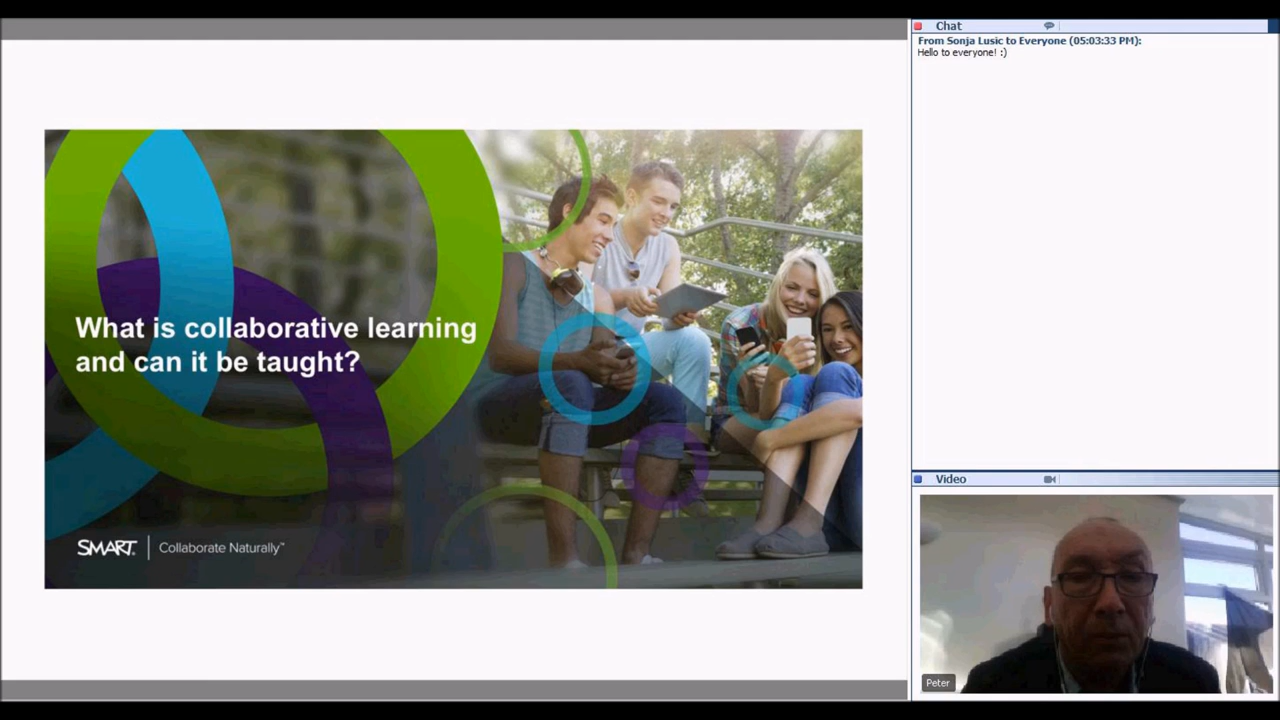 What is collaborative learning
and can it be taught?
SMART. | Collaborate Naturally™
Chat
From Sonja Lusic to Everyone (05:03:33 PM):
Hello to everyone! :)
Video
Peter